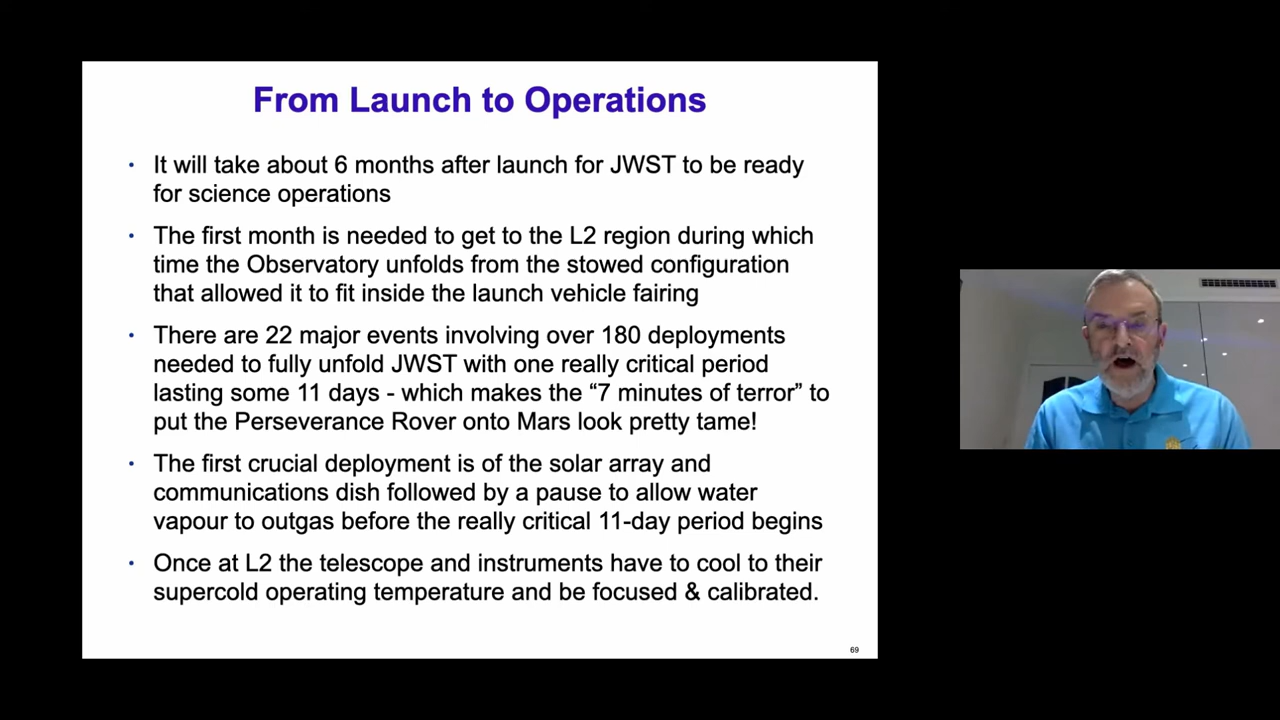 From Launch to Operations
• It will take about 6 months after launch for JWST to be ready
for science operations
• The first month is needed to get to the L2 region during which
time the Observatory unfolds from the stowed configuration
that allowed it to fit inside the launch vehicle fairing
• There are 22 major events involving over 180 deployments
needed to fully unfold JWST with one really critical period
lasting some 11 days - which makes the “7 minutes of terror” to
put the Perseverance Rover onto Mars look pretty tame!
• The first crucial deployment is of the solar array and
communications dish followed by a pause to allow water
vapour to outgas before the really critical 11-day period begins
• Once at L2 the telescope and instruments have to cool to their
supercold operating temperature and be focused & calibrated.
69